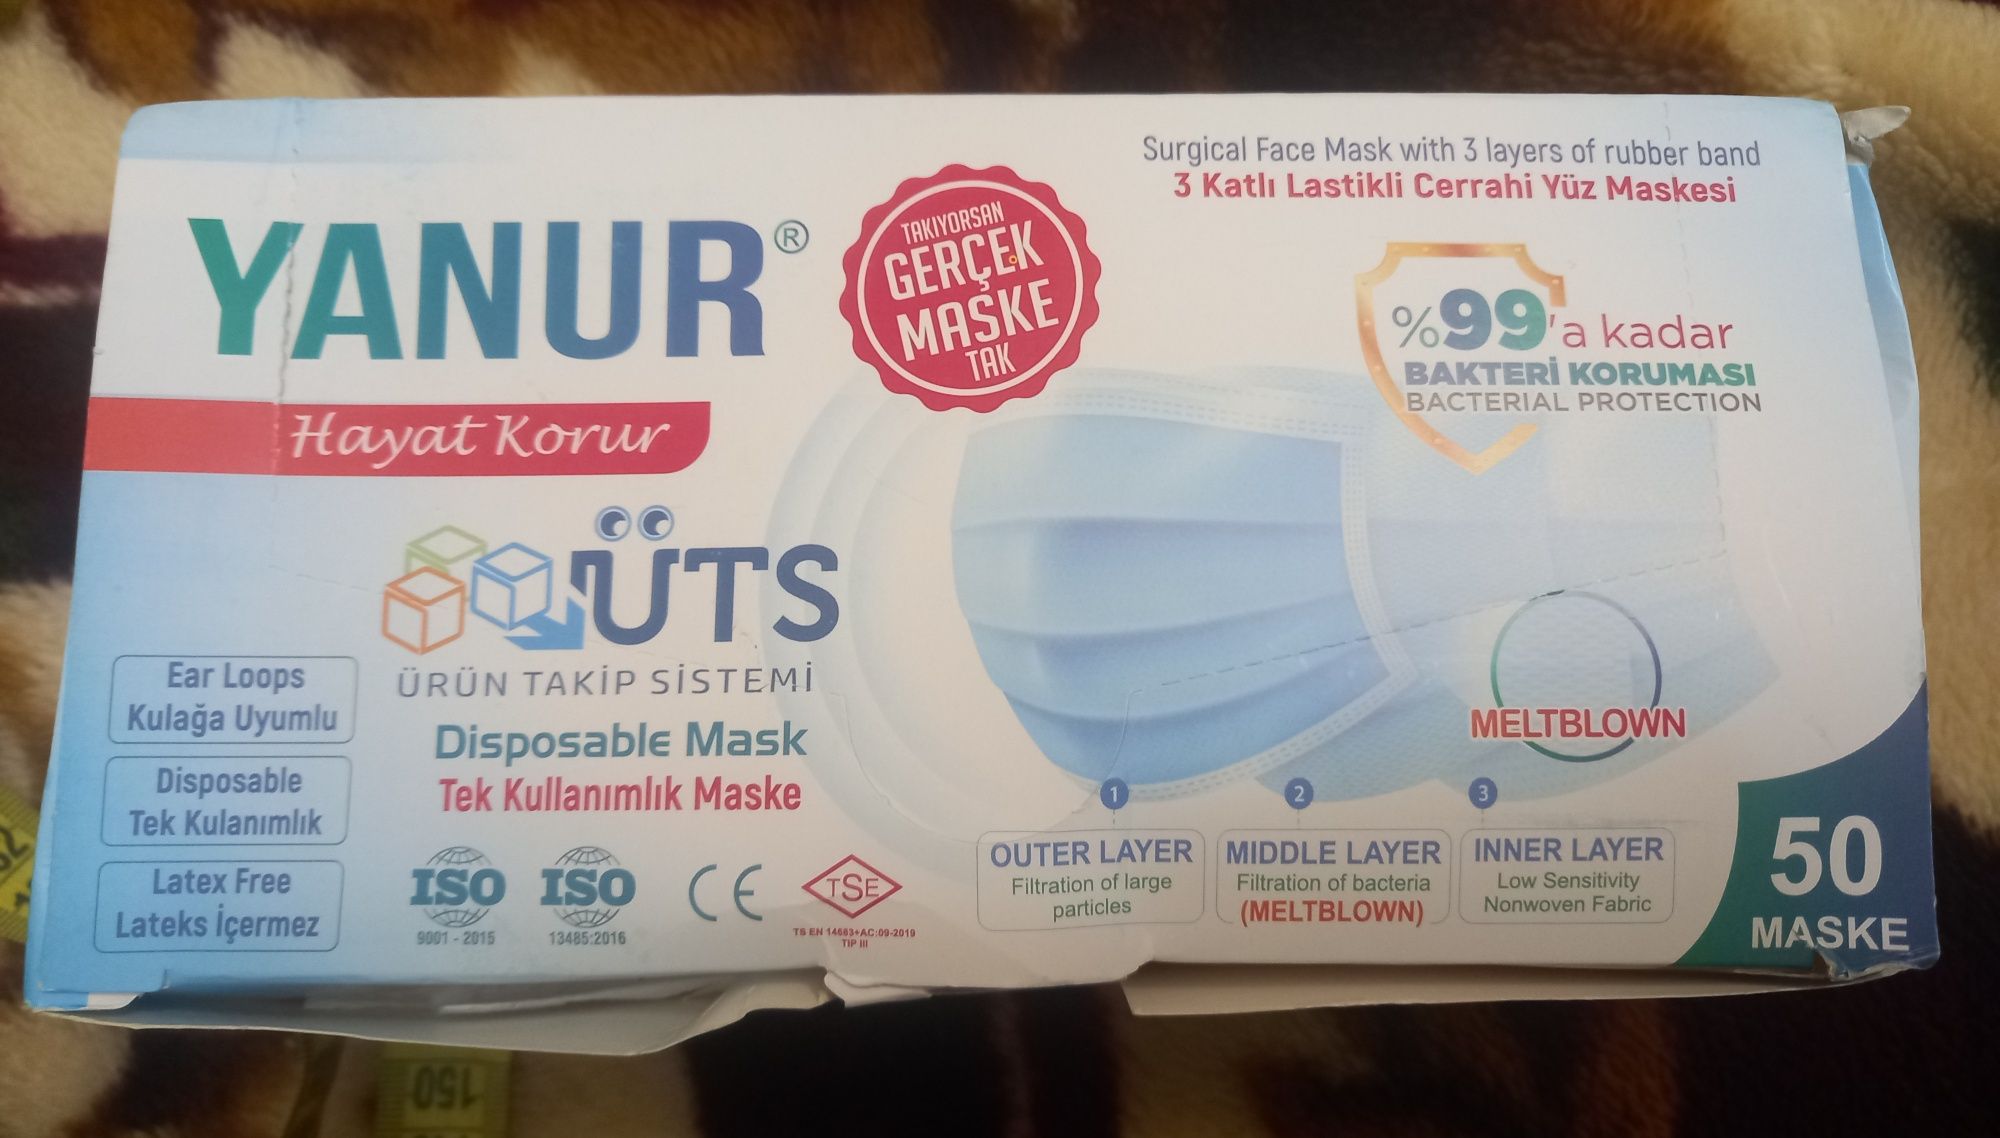 Surgical Face Mask with 3 layers of rubber band
3 Katlı Lastikli Cerrahi Yüz Maskesi
YANUR®
Hayat Korur
TAKIYORSAN
GERÇEK
MASKE
TAK
%99'a kadar
BAKTERİ KORUMASI
BACTERIAL PROTECTION
ÜTS
ÜRÜN TAKİP SİSTEMİ
Disposable Mask
Tek Kullanımlık Maske
Ear Loops
Kulağa Uyumlu
Disposable
Tek Kulanımlık
Latex Free
Lateks İçermez
ISO
9001 - 2015
ISO
13485:2016
CE
TSE
TS EN 14683+AC:09-2019
TIP III
MELTBLOWN
1
OUTER LAYER
Filtration of large
particles
2
MIDDLE LAYER
Filtration of bacteria
(MELTBLOWN)
3
INNER LAYER
Low Sensitivity
Nonwoven Fabric
50
MASKE
150